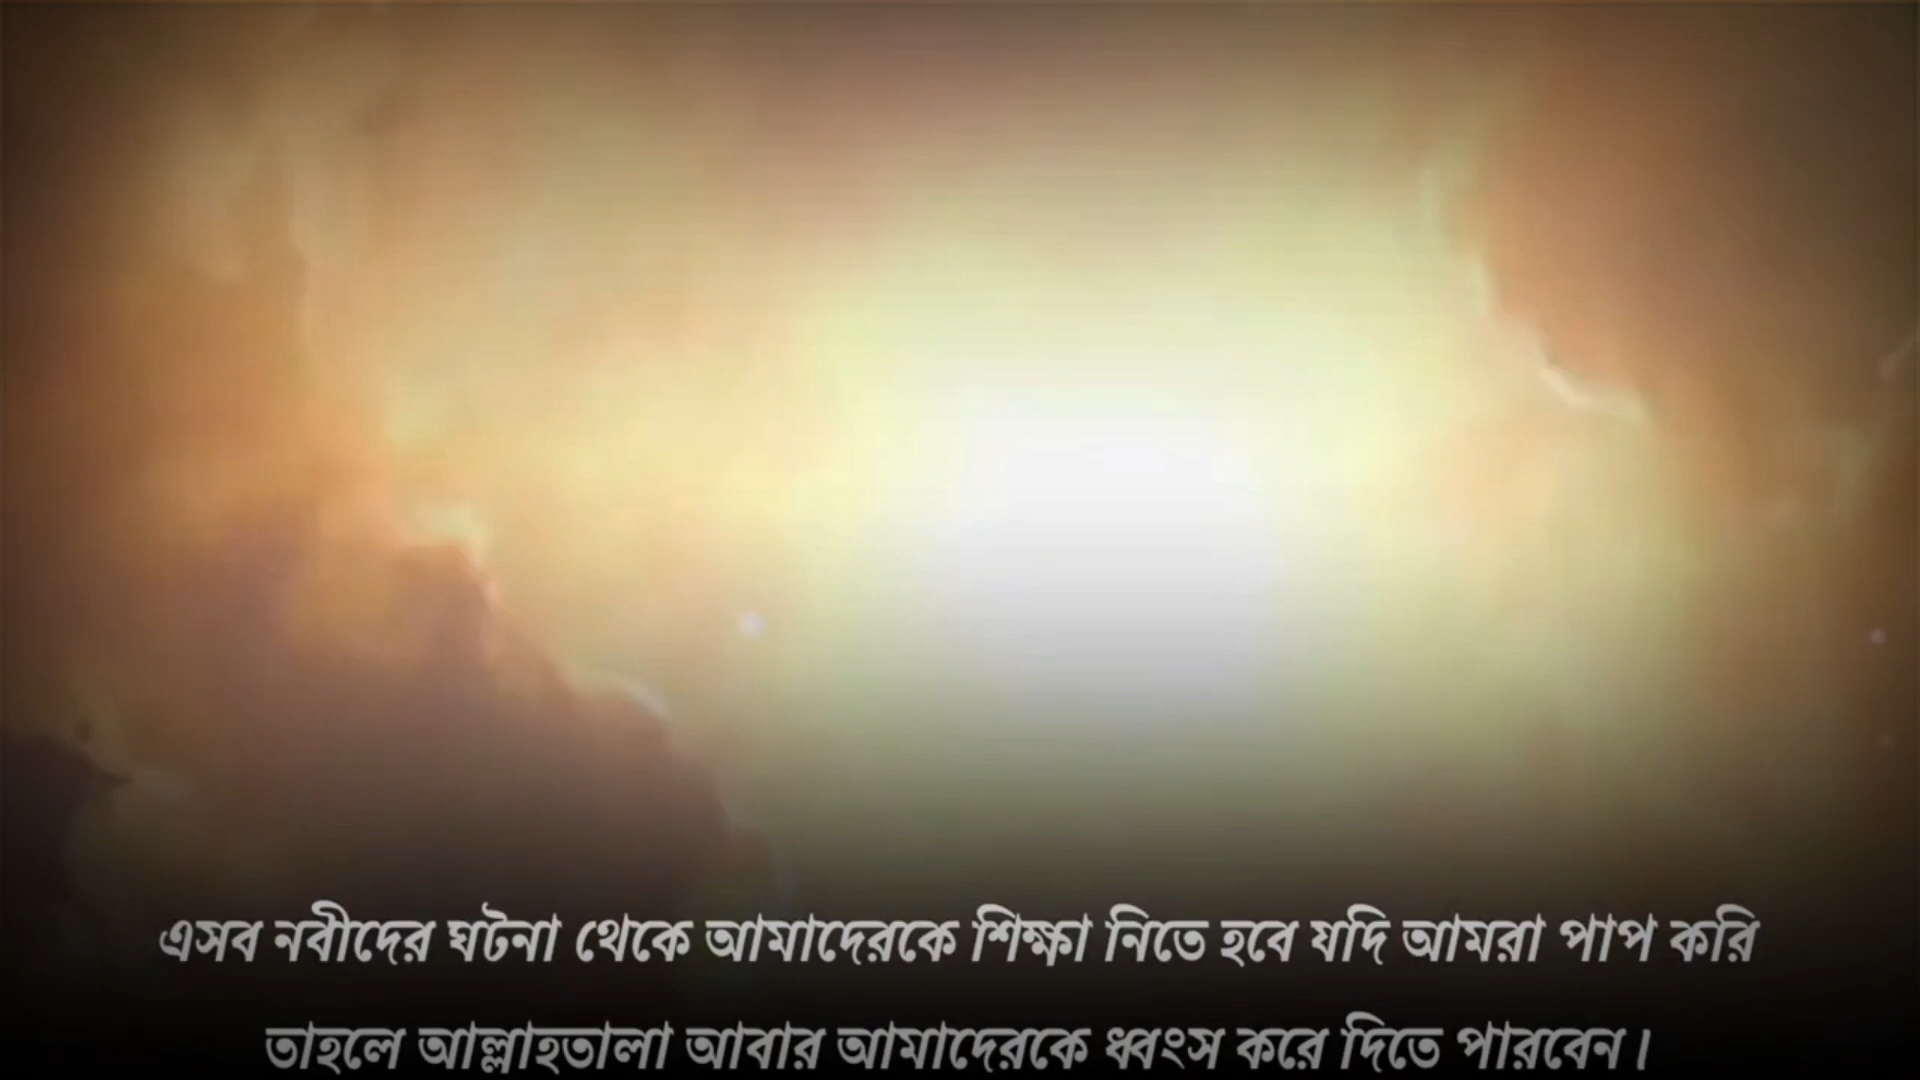 এসব নবীদের ঘটনা থেকে আমাদেরকে শিক্ষা নিতে হবে যদি আমরা পাপ করি
তাহলে আল্লাহতালা আবার আমাদেরকে ধ্বংস করে দিতে পারবেন।